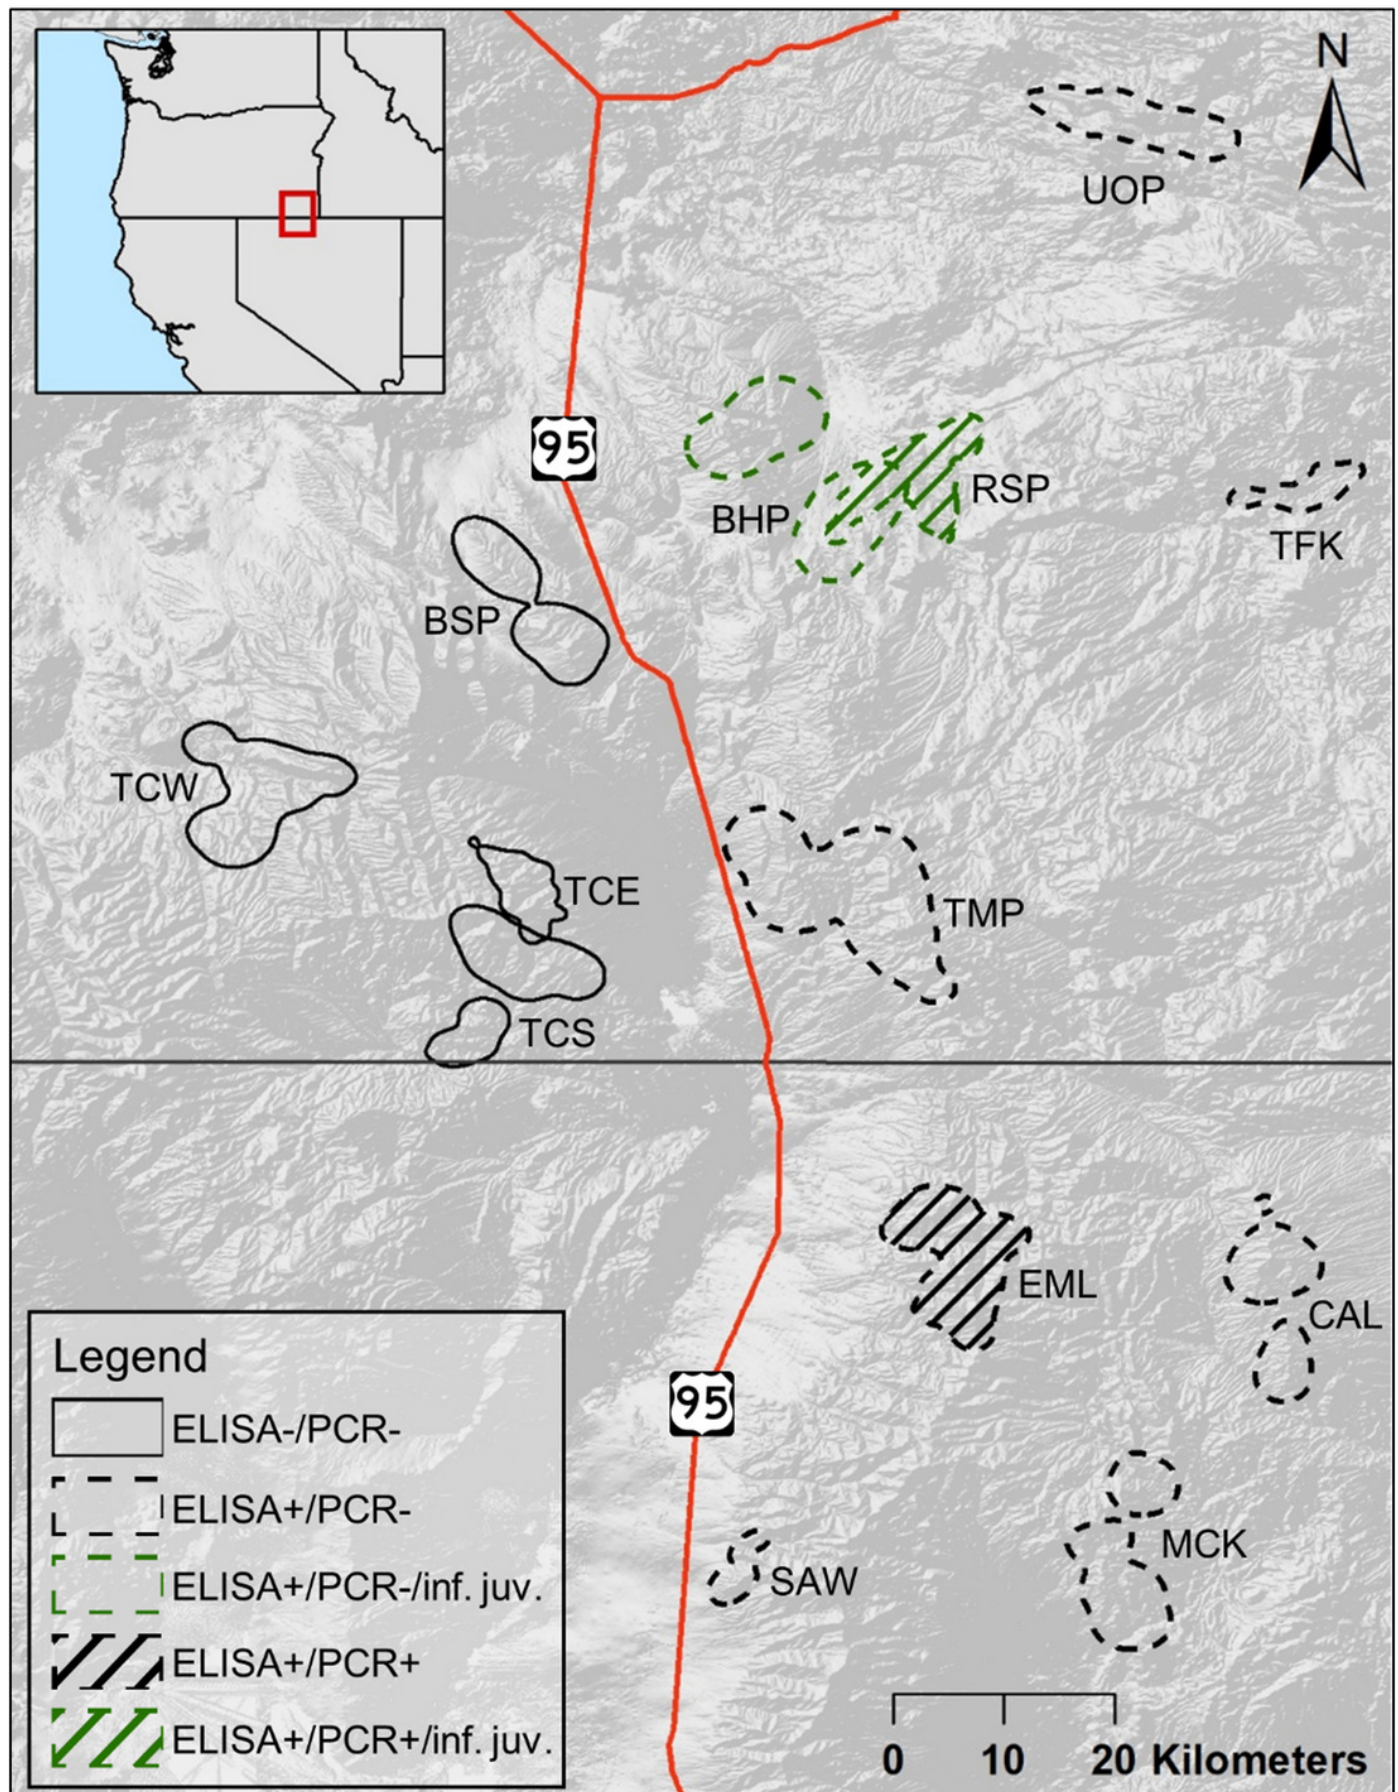 N
UOP
95
RSP
BHP
TFK
BSP
TCW
TCE
TMP
TCS
EML
CAL
95
MCK
SAW
Legend
ELISA-/PCR-
ELISA+/PCR-
ELISA+/PCR-/inf. juv.
ELISA+/PCR+
ELISA+/PCR+/inf. juv.
0 10 20 Kilometers